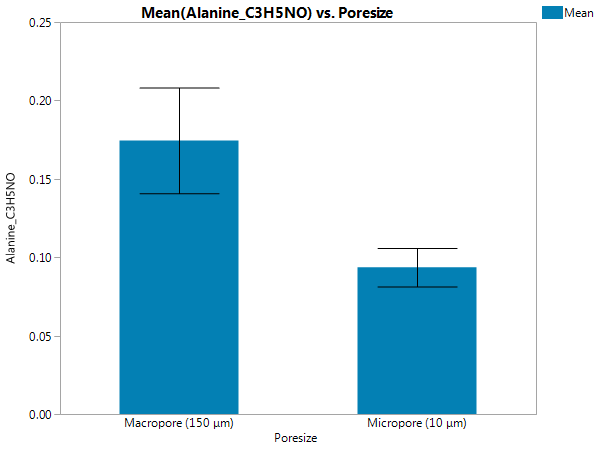 Mean(Alanine_C3H5NO) vs. Poresize
Mean
0.25
0.20
0.15
0.10
0.05
0.00
Alanine_C3H5NO
Macropore (150 µm)
Micropore (10 µm)
Poresize